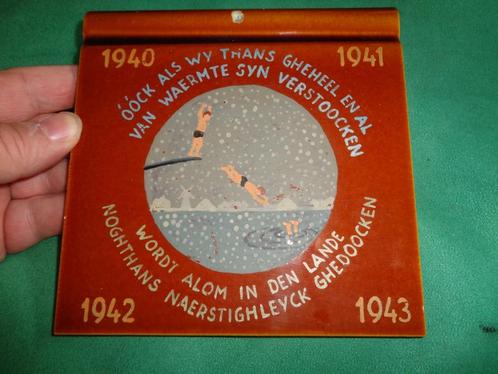 1940 1941
ÓÓCK ALS WY THANS GHEHEEL EN AL
VAN WAERMTE SYN VERSTOOCKEN
WORDT ALOM IN DEN LANDE
NOGHTHANS NAERSTIGHLEYCK GHEDOOCKEN
1942 1943